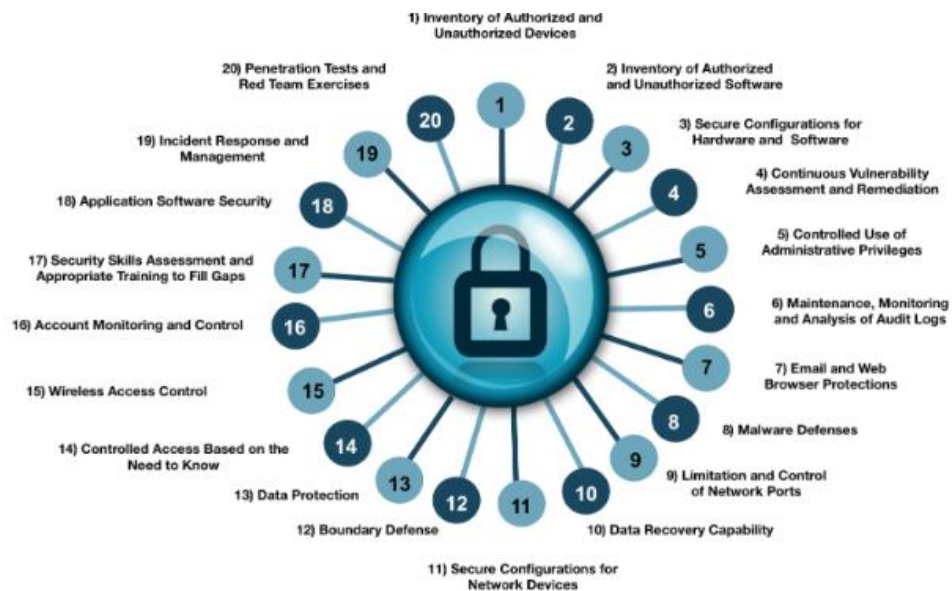 1) Inventory of Authorized and
Unauthorized Devices
2) Inventory of Authorized
and Unauthorized Software
3) Secure Configurations for
Hardware and Software
4) Continuous Vulnerability
Assessment and Remediation
5) Controlled Use of
Administrative Privileges
6) Maintenance, Monitoring
and Analysis of Audit Logs
7) Email and Web
Browser Protections
8) Malware Defenses
9) Limitation and Control
of Network Ports
10) Data Recovery Capability
11) Secure Configurations for
Network Devices
12) Boundary Defense
13) Data Protection
14) Controlled Access Based on the
Need to Know
15) Wireless Access Control
16) Account Monitoring and Control
17) Security Skills Assessment and
Appropriate Training to Fill Gaps
18) Application Software Security
19) Incident Response and
Management
20) Penetration Tests and
Red Team Exercises
1
2
3
4
5
6
7
8
9
10
11
12
13
14
15
16
17
18
19
20